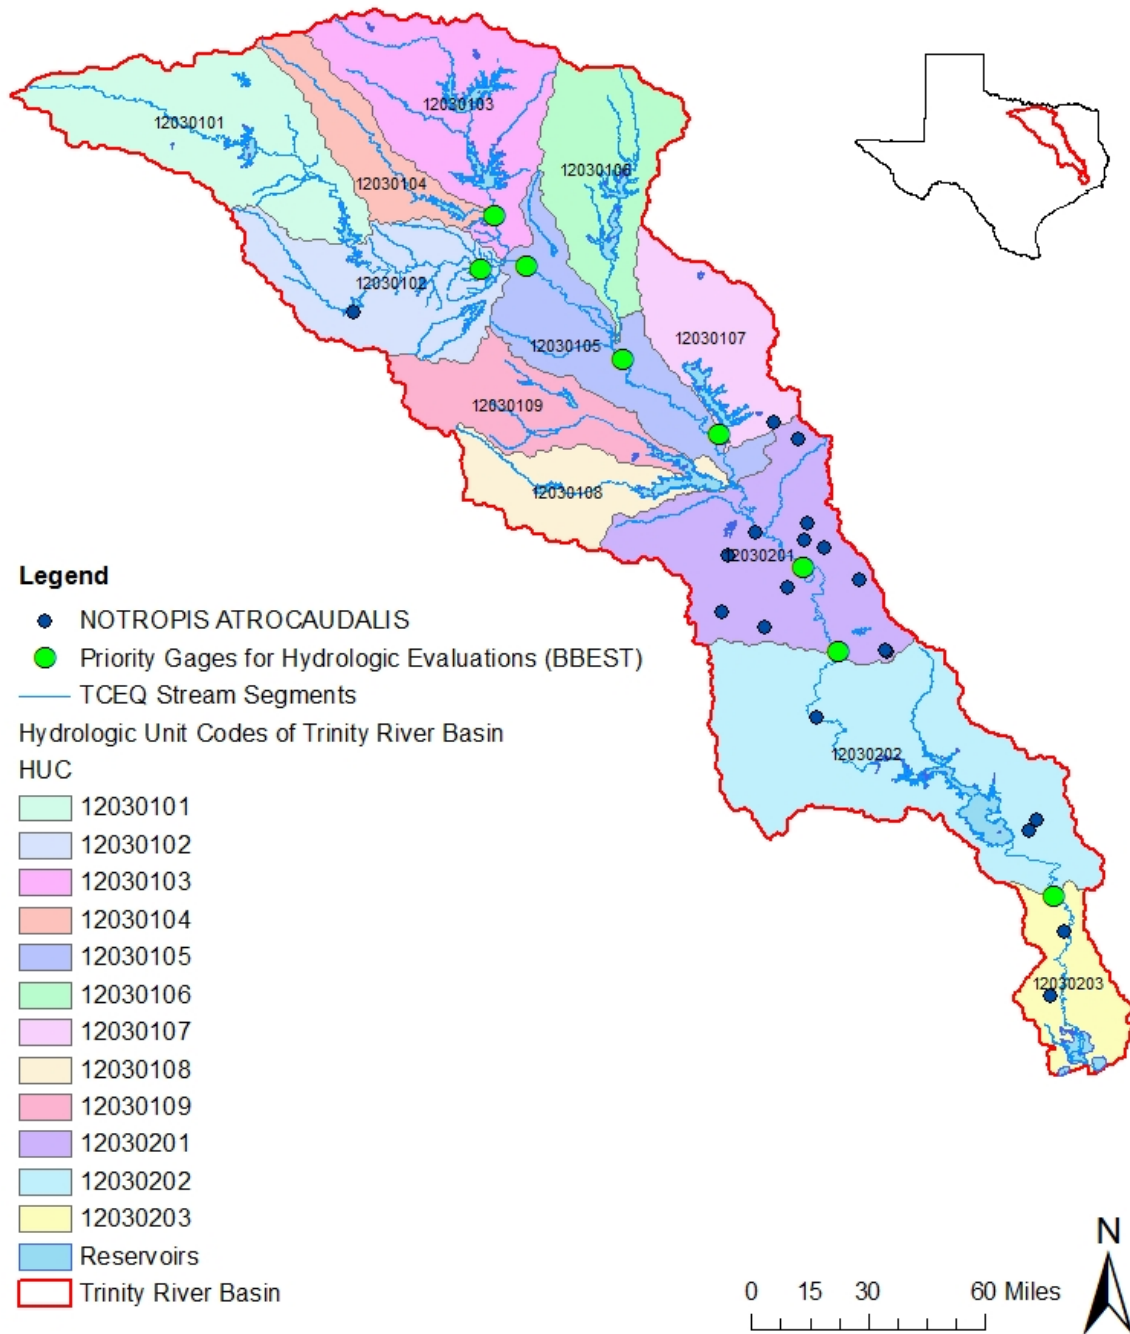 12030103
12030101
12030106
12030104
12030102
12030107
12030105
12030109
12030108
12030201
12030202
12030203
Legend
NOTROPIS ATROCAUDALIS
Priority Gages for Hydrologic Evaluations (BBEST)
TCEQ Stream Segments
Hydrologic Unit Codes of Trinity River Basin
HUC
12030101
12030102
12030103
12030104
12030105
12030106
12030107
12030108
12030109
12030201
12030202
12030203
Reservoirs
Trinity River Basin
N
0 15 30 60 Miles